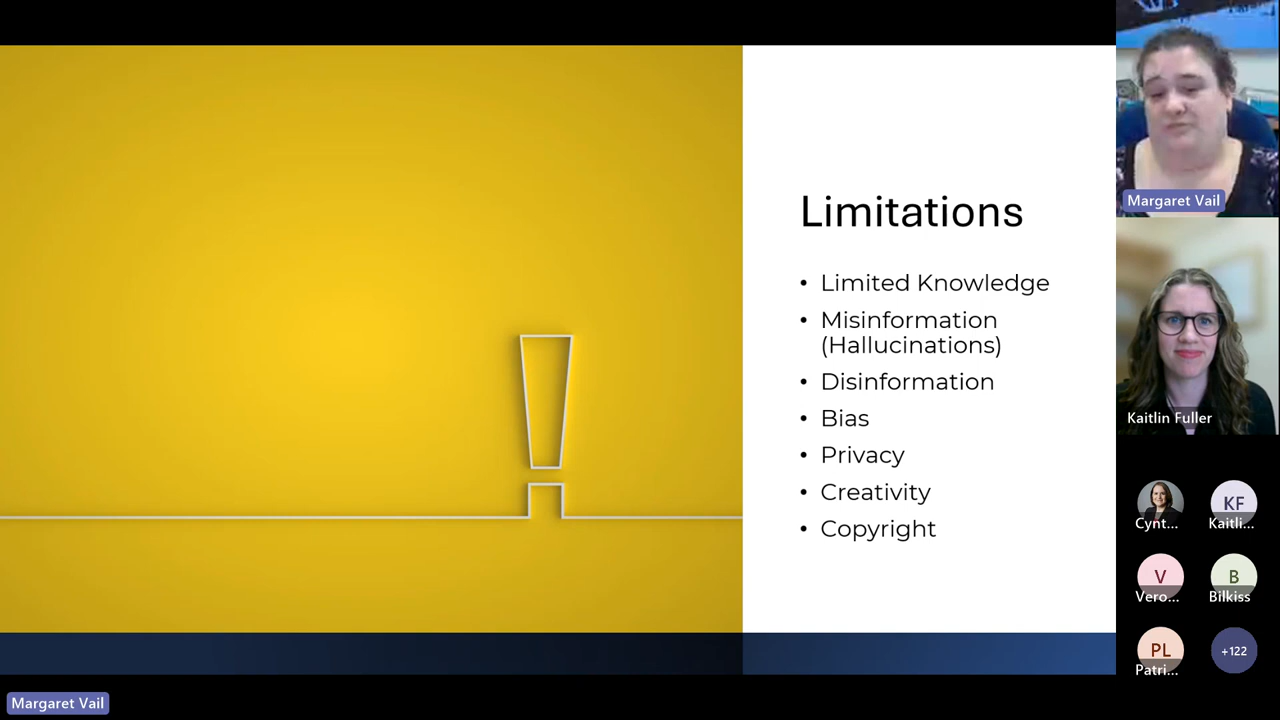 Limitations
• Limited Knowledge
• Misinformation
(Hallucinations)
• Disinformation
• Bias
• Privacy
• Creativity
• Copyright
Margaret Vail
Kaitlin Fuller
Cynt...
KF
Kaitli...
V
Vero...
B
Bilkiss
PL
Patri...
+122
Margaret Vail